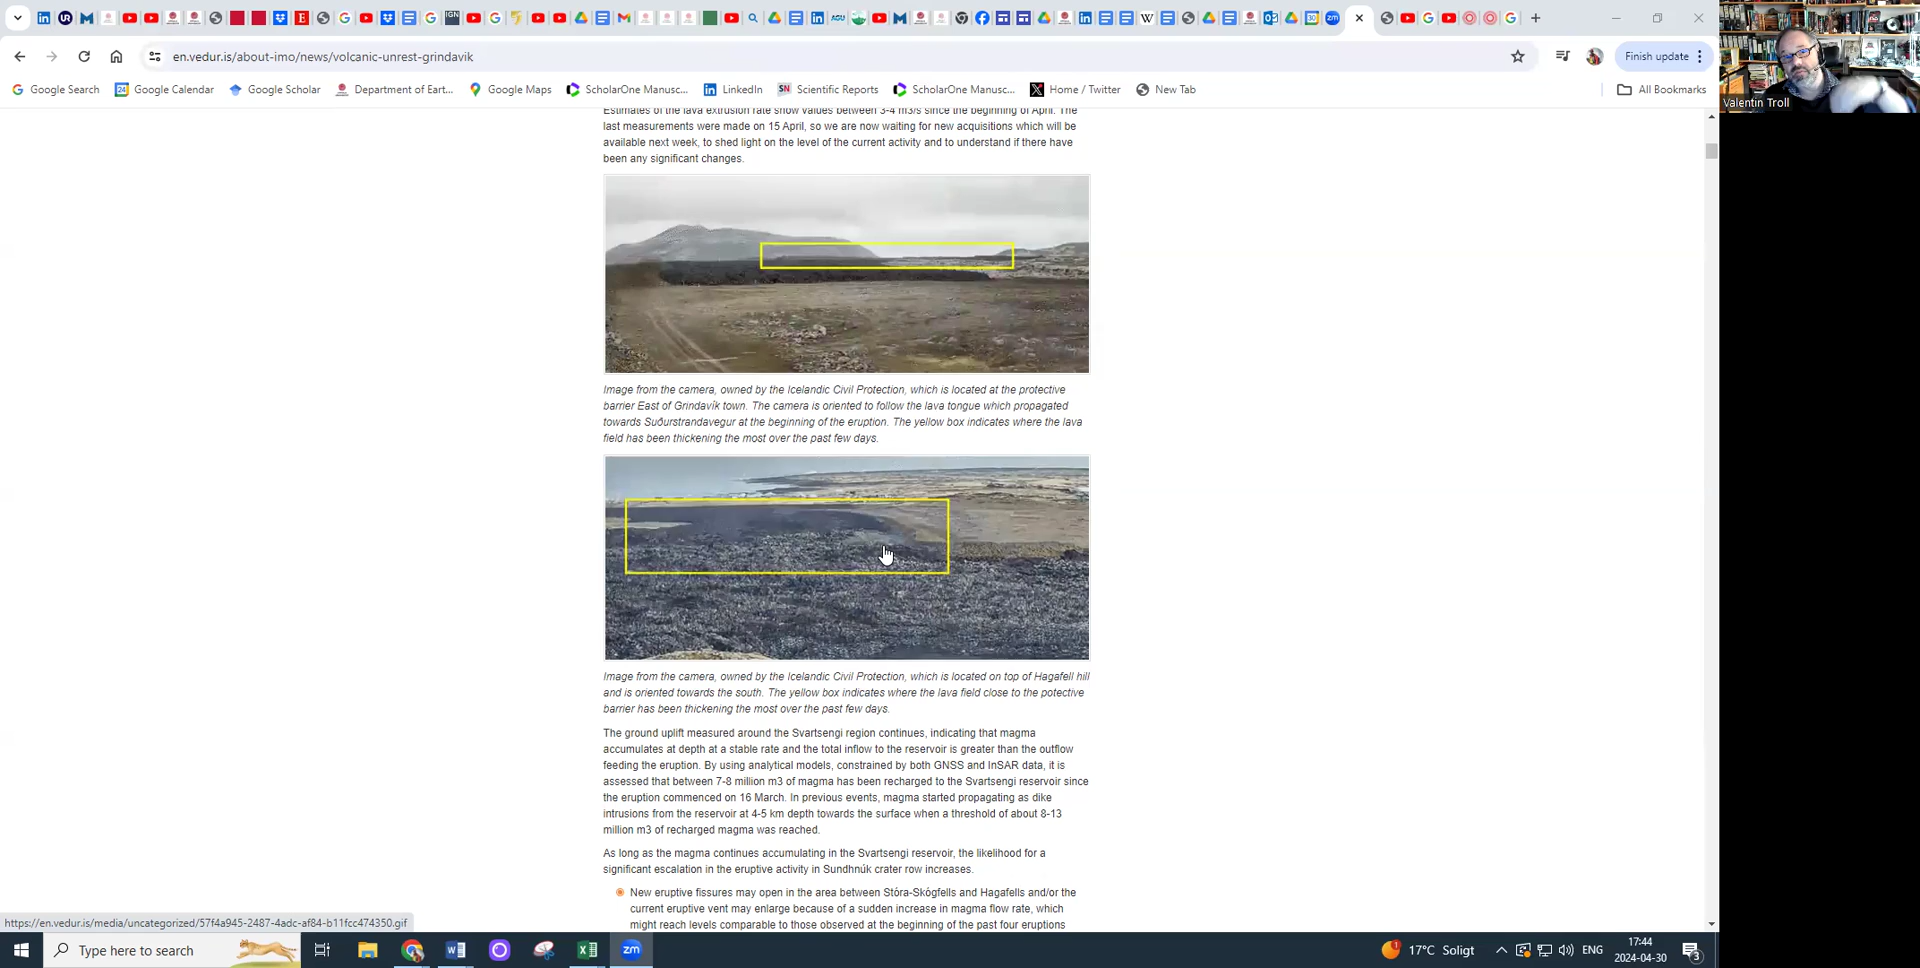 en.vedur.is/about-imo/news/volcanic-unrest-grindavik
Finish update
Google Search
Google Calendar
Google Scholar
Department of Eart...
Google Maps
ScholarOne Manusc...
LinkedIn
Scientific Reports
ScholarOne Manusc...
Home / Twitter
New Tab
All Bookmarks
Valentin Troll
Estimates of the lava extrusion rate show values between 3-4 m3/s since the beginning of April. The
last measurements were made on 15 April, so we are now waiting for new acquisitions which will be
available next week, to shed light on the level of the current activity and to understand if there have
been any significant changes.
Image from the camera, owned by the Icelandic Civil Protection, which is located at the protective
barrier East of Grindavík town. The camera is oriented to follow the lava tongue which propagated
towards Suðurstrandavegur at the beginning of the eruption. The yellow box indicates where the lava
field has been thickening the most over the past few days.
Image from the camera, owned by the Icelandic Civil Protection, which is located on top of Hagafell hill
and is oriented towards the south. The yellow box indicates where the lava field close to the potective
barrier has been thickening the most over the past few days.
The ground uplift measured around the Svartsengi region continues, indicating that magma
accumulates at depth at a stable rate and the total inflow to the reservoir is greater than the outflow
feeding the eruption. By using analytical models, constrained by both GNSS and InSAR data, it is
assessed that between 7-8 million m3 of magma has been recharged to the Svartsengi reservoir since
the eruption commenced on 16 March. In previous events, magma started propagating as dike
intrusions from the reservoir at 4-5 km depth towards the surface when a threshold of about 8-13
million m3 of recharged magma was reached.
As long as the magma continues accumulating in the Svartsengi reservoir, the likelihood for a
significant escalation in the eruptive activity in Sundhnúk crater row increases.
New eruptive fissures may open in the area between Stóra-Skógfells and Hagafells and/or the
current eruptive vent may enlarge because of a sudden increase in magma flow rate, which
might reach levels comparable to those observed at the beginning of the past four eruptions
https://en.vedur.is/media/uncategorized/57f4a945-2487-4adc-af84-b11fcc474350.gif
Type here to search
17°C Soligt
ENG
17:44
2024-04-30